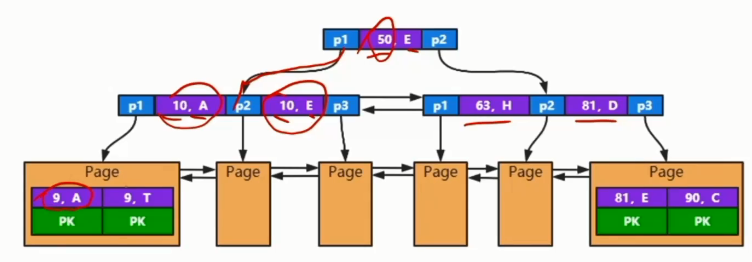 p1 50, E p2
p1 10, A p2 10, E p3 p1 63, H p2 81, D p3
Page Page Page Page Page Page
9, A 9, T 81, E 90, C
PK PK PK PK